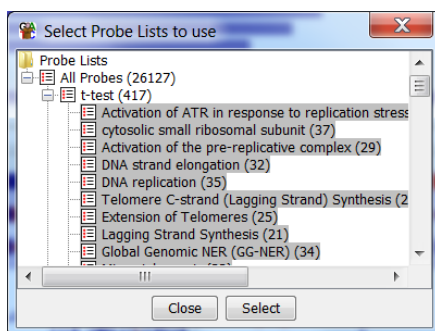 Select Probe Lists to use
Probe Lists
All Probes (26127)
t-test (417)
Activation of ATR in response to replication stress
cytosolic small ribosomal subunit (37)
Activation of the pre-replicative complex (29)
DNA strand elongation (32)
DNA replication (35)
Telomere C-strand (Lagging Strand) Synthesis (2
Extension of Telomeres (25)
Lagging Strand Synthesis (21)
Global Genomic NER (GG-NER) (34)
Close Select